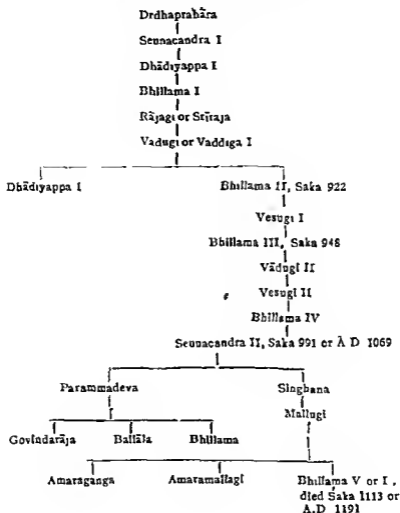 Drdhaprahāra
Seunacandra I
Dhādiyappa I
Bhillama I
Rājagi or Srīraja
Vadugi or Vaddiga I
Dhādiyappa I Bhillama II, Saka 922
Vesugi I
Bhillama III, Saka 948
Vādugi II
Vesugi II
Bhillama IV
Seunacandra II, Saka 991 or A D 1069
Parammadeva Singhana
Mallugi
Govindarāja Ballāla Bhillama
Amaraganga Amaramallagi Bhillama V or I ,
died Śaka 1113 or
A.D 1191